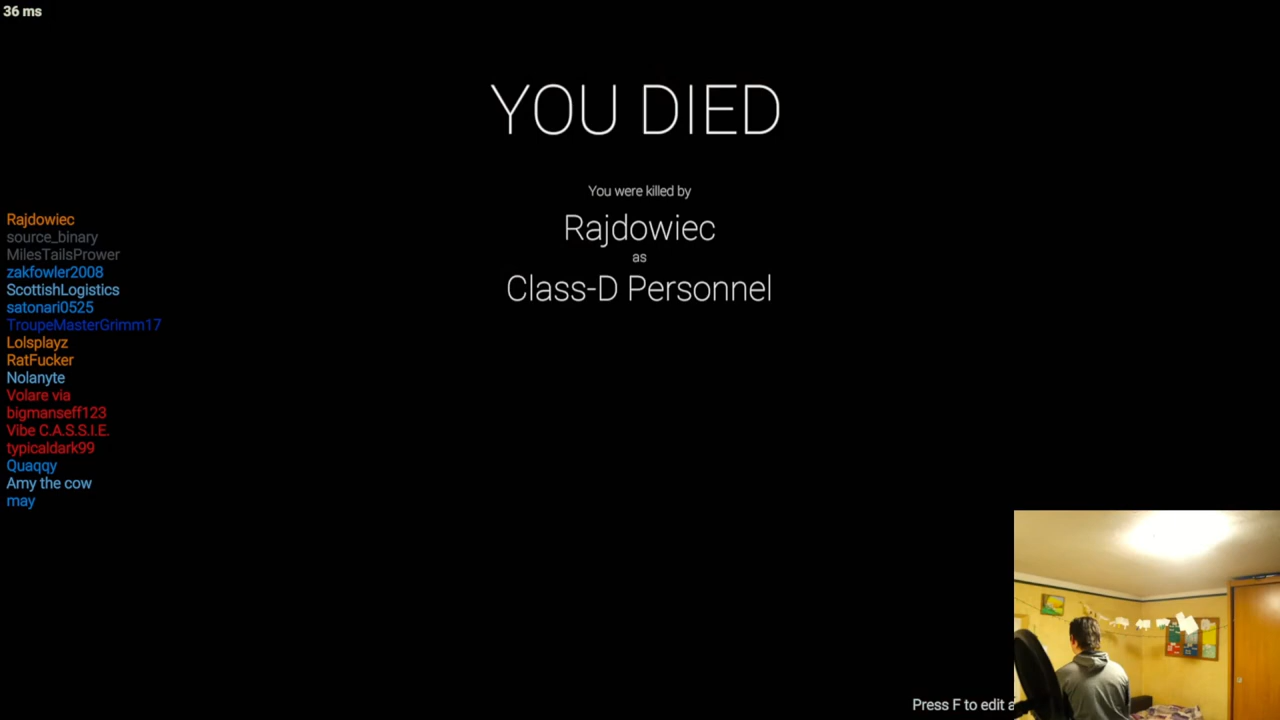 36 ms
YOU DIED
You were killed by
Rajdowiec
as
Class-D Personnel
Rajdowiec
source_binary
MilesTailsPrower
zakfowler2008
ScottishLogistics
satonari0525
TroupeMasterGrimm17
Lolsplayz
RatFucker
Nolanyte
Volare via
bigmanseff123
Vibe C.A.S.S.I.E.
typicaldark99
Quaqqy
Amy the cow
may
Press F to edit a